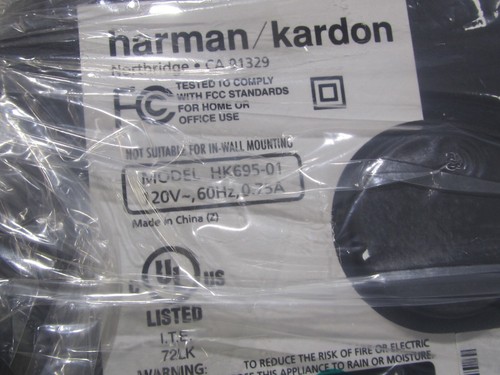 harman/kardon
Northridge • CA 91329
FC
TESTED TO COMPLY
WITH FCC STANDARDS
FOR HOME OR
OFFICE USE
NOT SUITABLE FOR IN-WALL MOUNTING
MODEL HK695-01
120V~,60Hz,0.75A
Made in China (Z)
c UL us
LISTED
I.T.E.
72LK
WARNING:
TO REDUCE THE RISK OF FIRE OR ELECTRIC
THIS APPLIANCE TO RAIN OR MOISTURE.